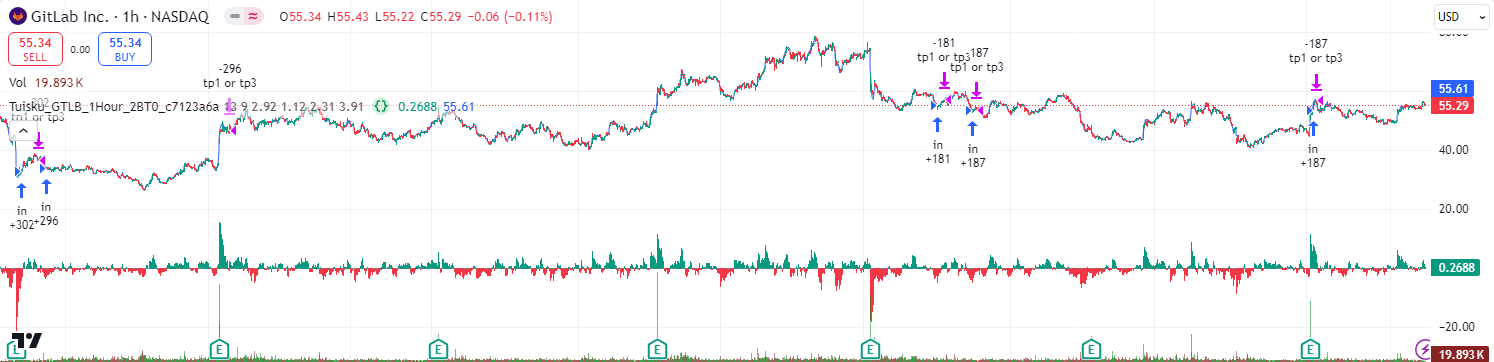 GitLab Inc. · 1h · NASDAQ
O55.34 H55.43 L55.22 C55.29 −0.06 (−0.11%)
USD
55.34
SELL
0.00
55.34
BUY
Vol 19.893 K
Tuisku_GTLB_1Hour_2BT0_c7123a6a 13 9 2.92 1.12 2.31 3.91 {} 0.2688 55.61
-302
tp1 or tp3
-296
tp1 or tp3
-181
tp1 or tp3
-187
tp1 or tp3
-187
tp1 or tp3
in
+302
in
+296
in
+181
in
+187
in
+187
55.61
55.29
40.00
20.00
0.2688
−20.00
19.893 K
E
E
E
E
E
E
E